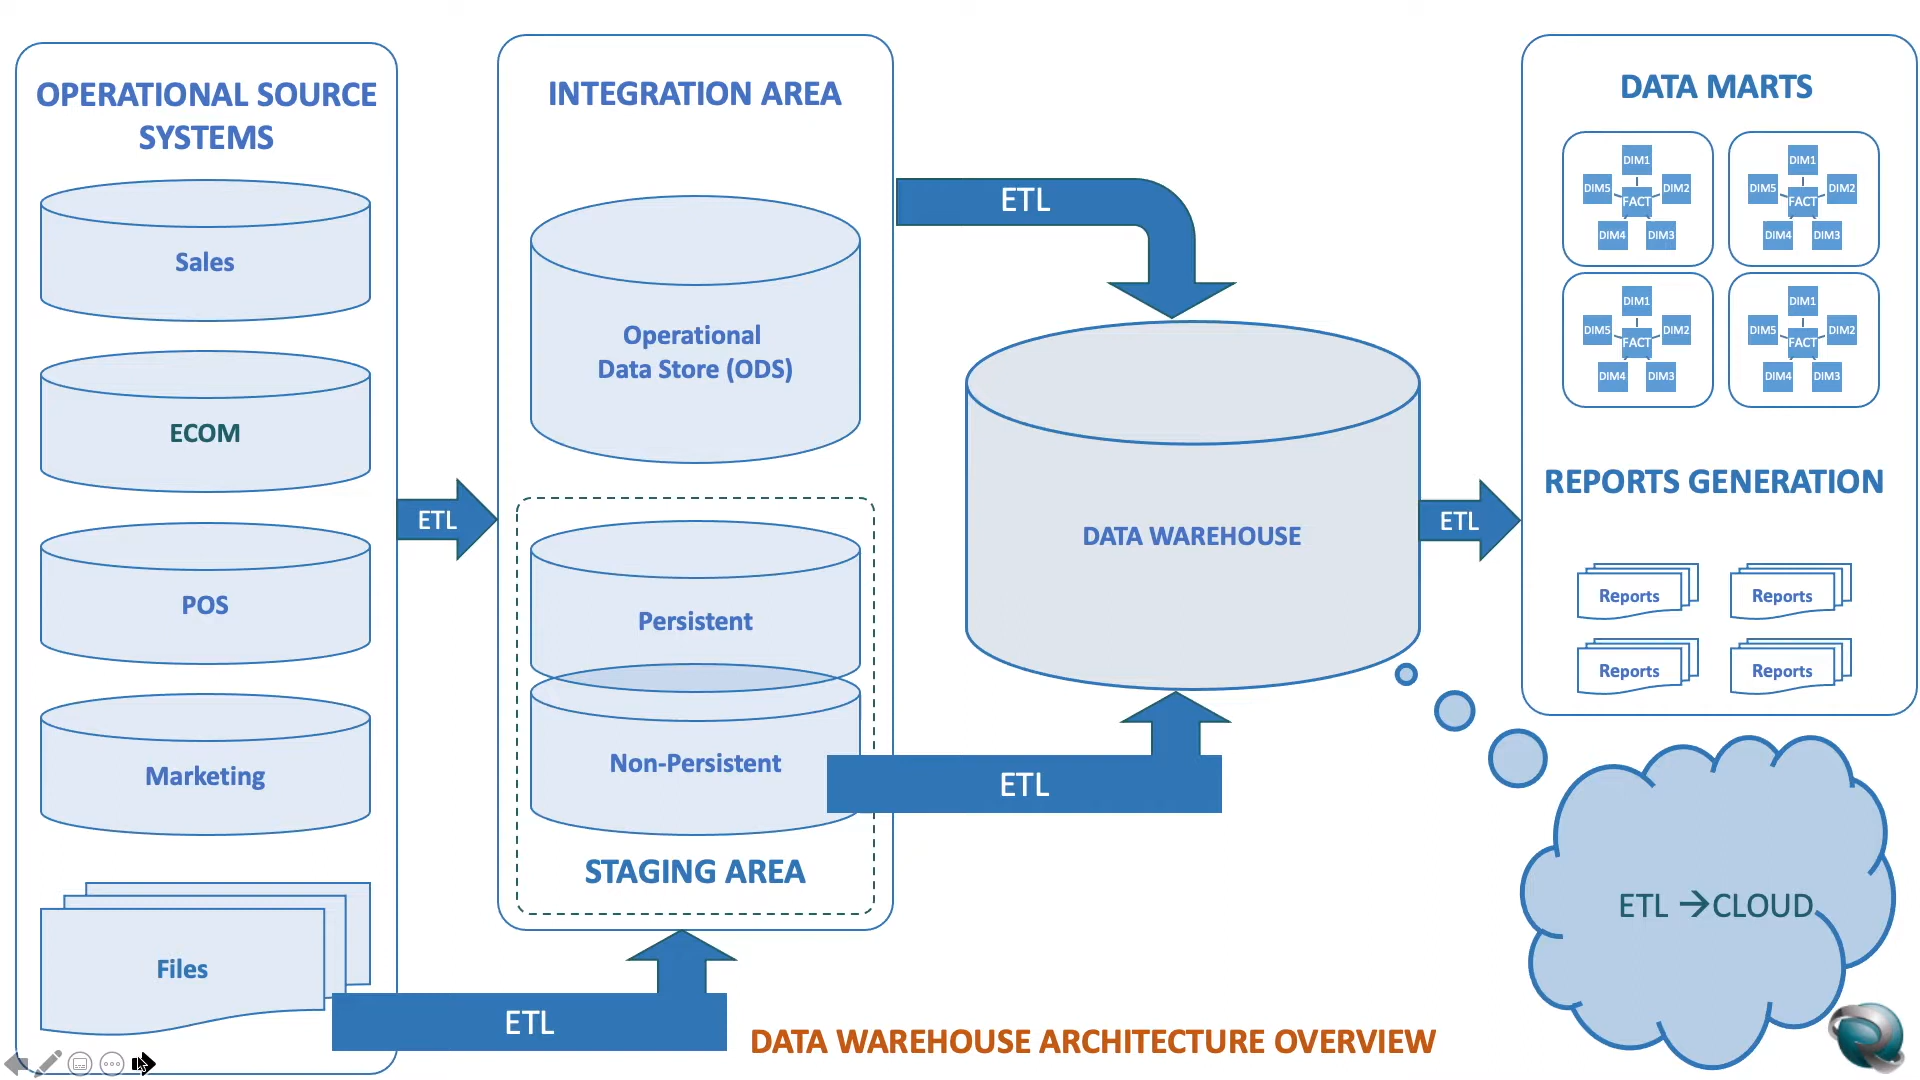 OPERATIONAL SOURCE
SYSTEMS
Sales
ECOM
POS
Marketing
Files
ETL
ETL
INTEGRATION AREA
Operational
Data Store (ODS)
Persistent
Non-Persistent
STAGING AREA
ETL
ETL
DATA WAREHOUSE
ETL
DATA MARTS
DIM1
DIM5
DIM2
FACT
DIM4
DIM3
DIM1
DIM5
DIM2
FACT
DIM4
DIM3
DIM1
DIM5
DIM2
FACT
DIM4
DIM3
DIM1
DIM5
DIM2
FACT
DIM4
DIM3
REPORTS GENERATION
Reports
Reports
Reports
Reports
ETL →CLOUD
DATA WAREHOUSE ARCHITECTURE OVERVIEW